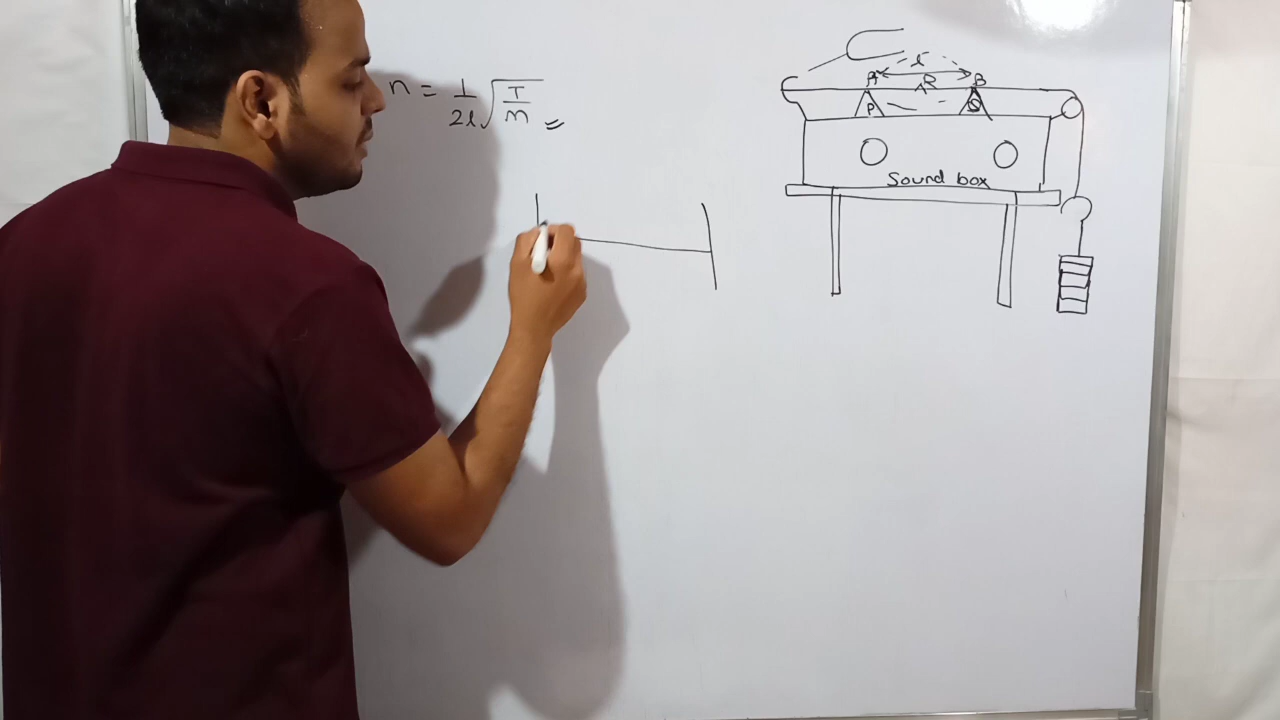 n = 1/2l √T/m
l
A B
R
P Q
Sound box